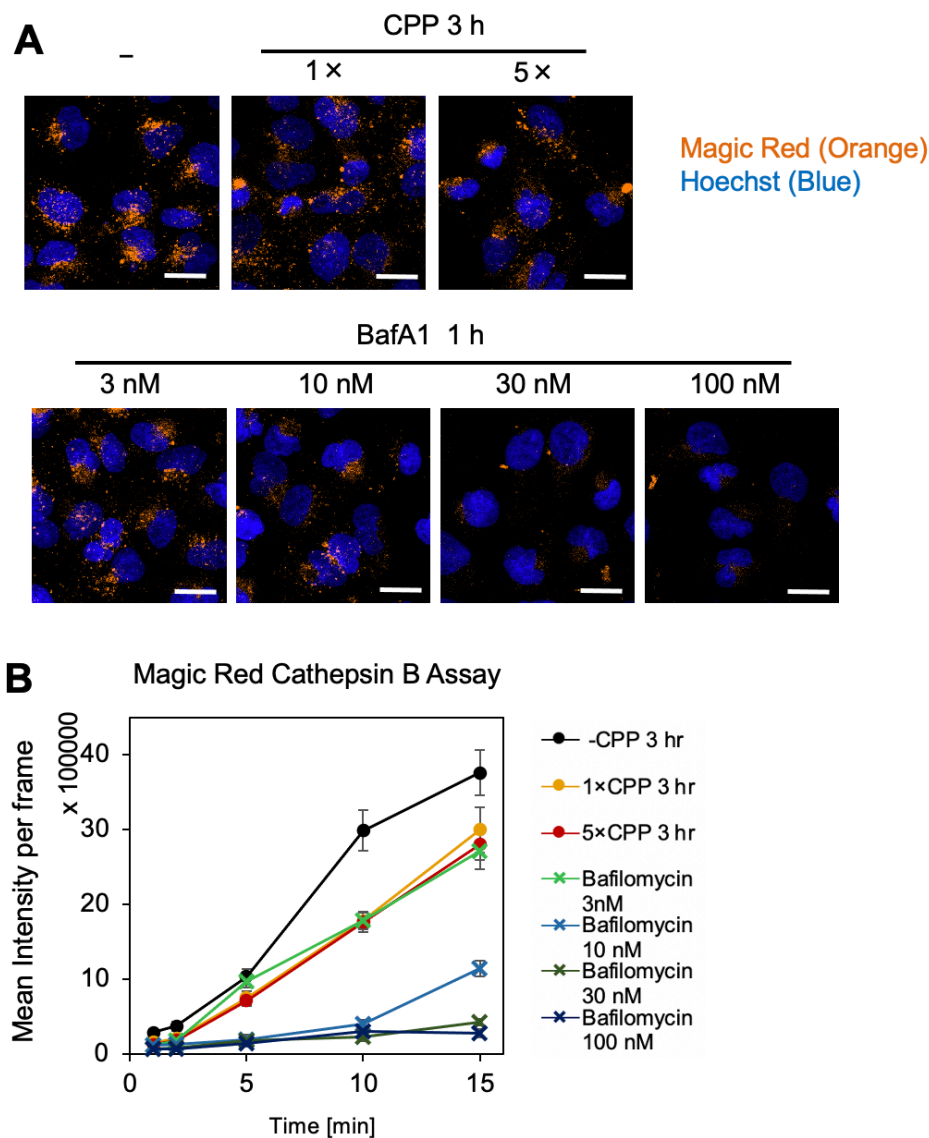 A
–
CPP 3 h
1 ×
5 ×
Magic Red (Orange)
Hoechst (Blue)
BafA1 1 h
3 nM
10 nM
30 nM
100 nM
B
Magic Red Cathepsin B Assay
Mean Intensity per frame
x 100000
40
30
20
10
0
0
5
10
15
Time [min]
-CPP 3 hr
1×CPP 3 hr
5×CPP 3 hr
Bafilomycin
3nM
Bafilomycin
10 nM
Bafilomycin
30 nM
Bafilomycin
100 nM